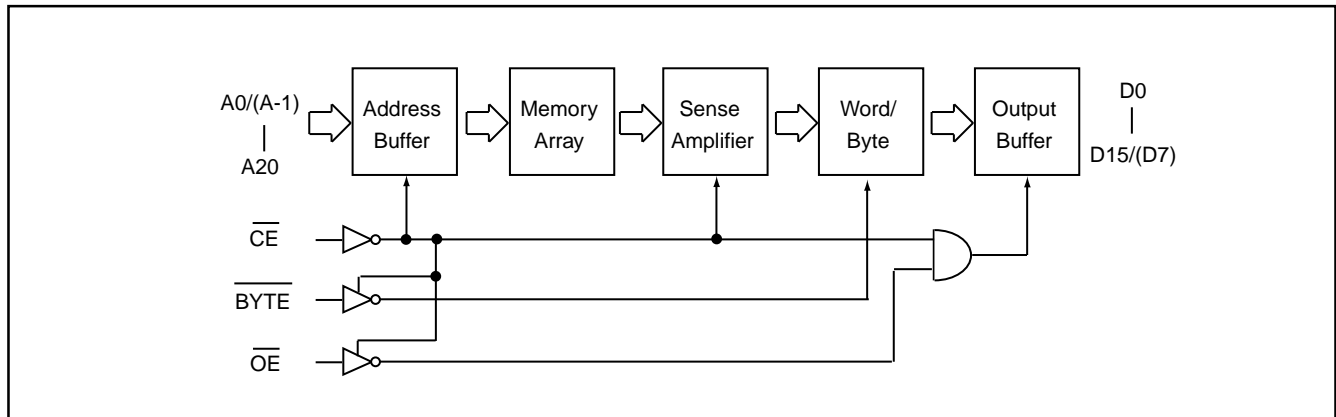 A0/(A-1)
A20
Address
Buffer
Memory
Array
Sense
Amplifier
Word/
Byte
Output
Buffer
D0
D15/(D7)
CE
BYTE
OE